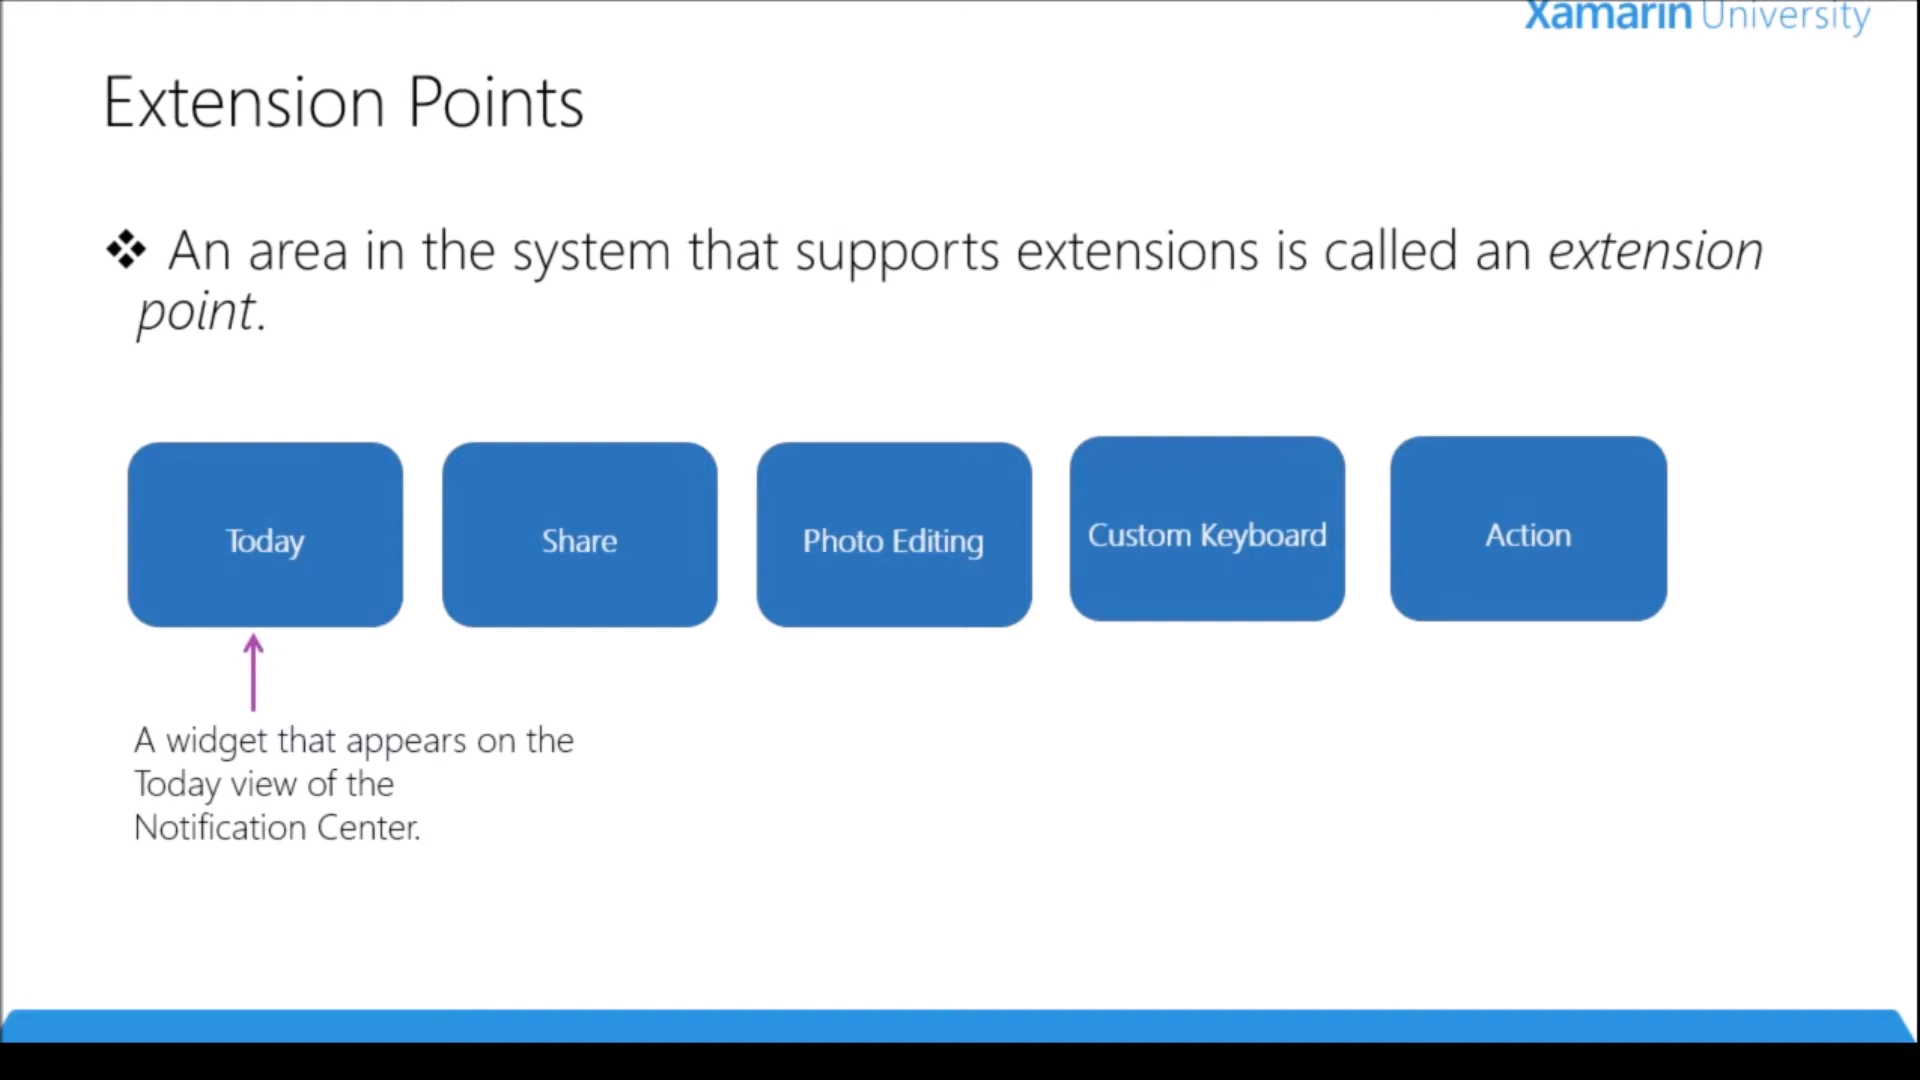 Xamarin University
Extension Points
❖ An area in the system that supports extensions is called an extension
point.
Today
Share
Photo Editing
Custom Keyboard
Action
A widget that appears on the
Today view of the
Notification Center.